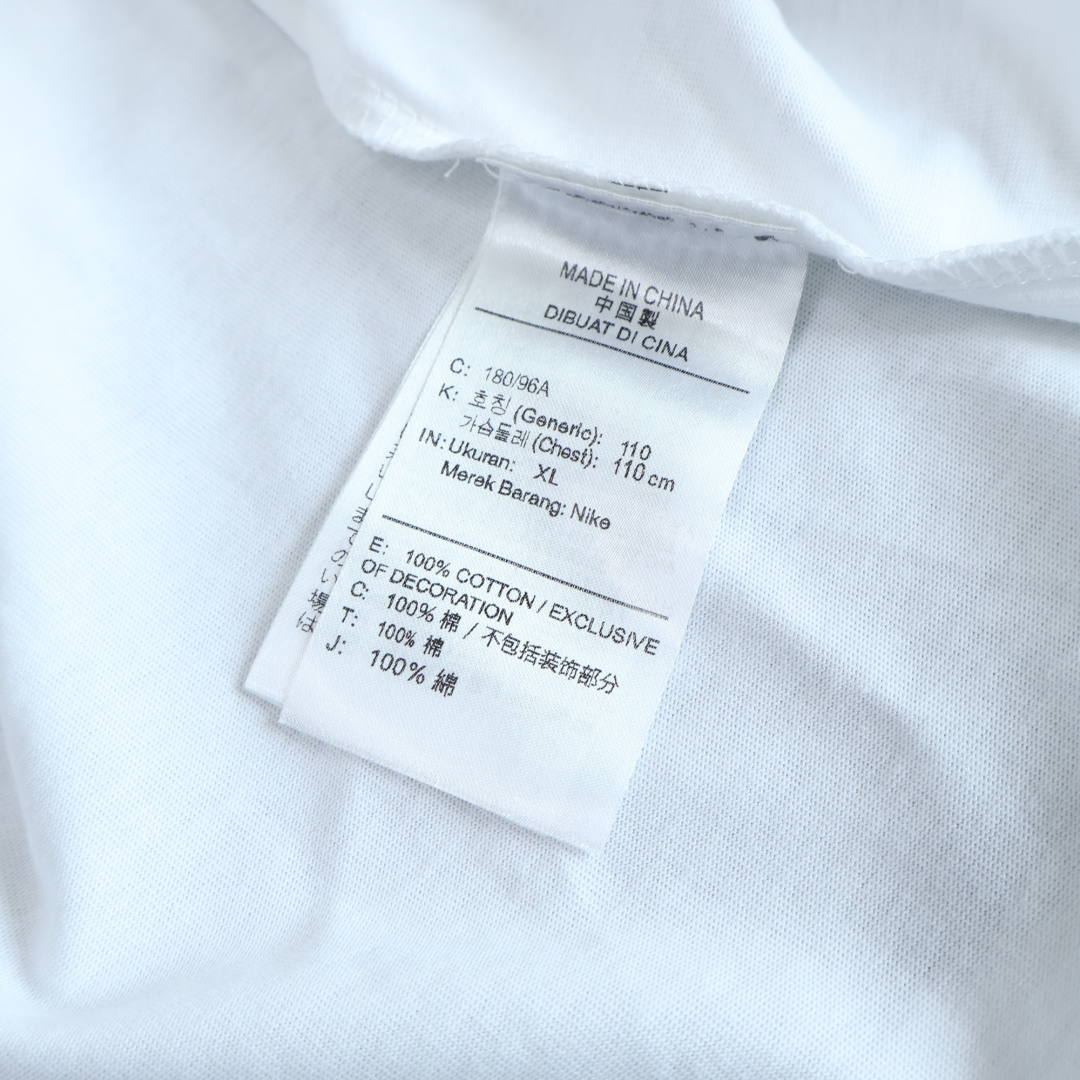 MADE IN CHINA
中国製
DIBUAT DI CINA
C: 180/96A
K: 호칭 (Generic): 110
가슴둘레 (Chest): 110 cm
IN: Ukuran: XL
Merek Barang: Nike
E: 100% COTTON / EXCLUSIVE
OF DECORATION
C: 100% 棉 / 不包括装饰部分
T: 100% 棉
J: 100% 綿